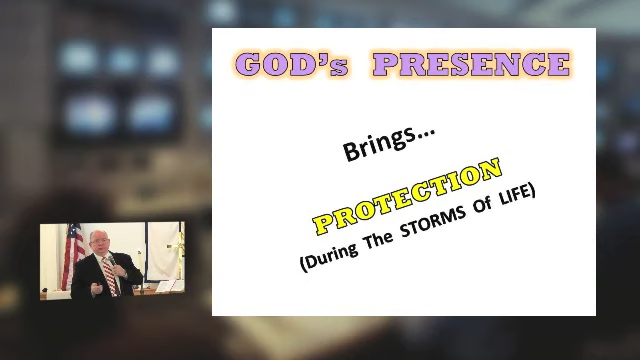 GOD's PRESENCE
Brings...
PROTECTION
(During The STORMS Of LIFE)